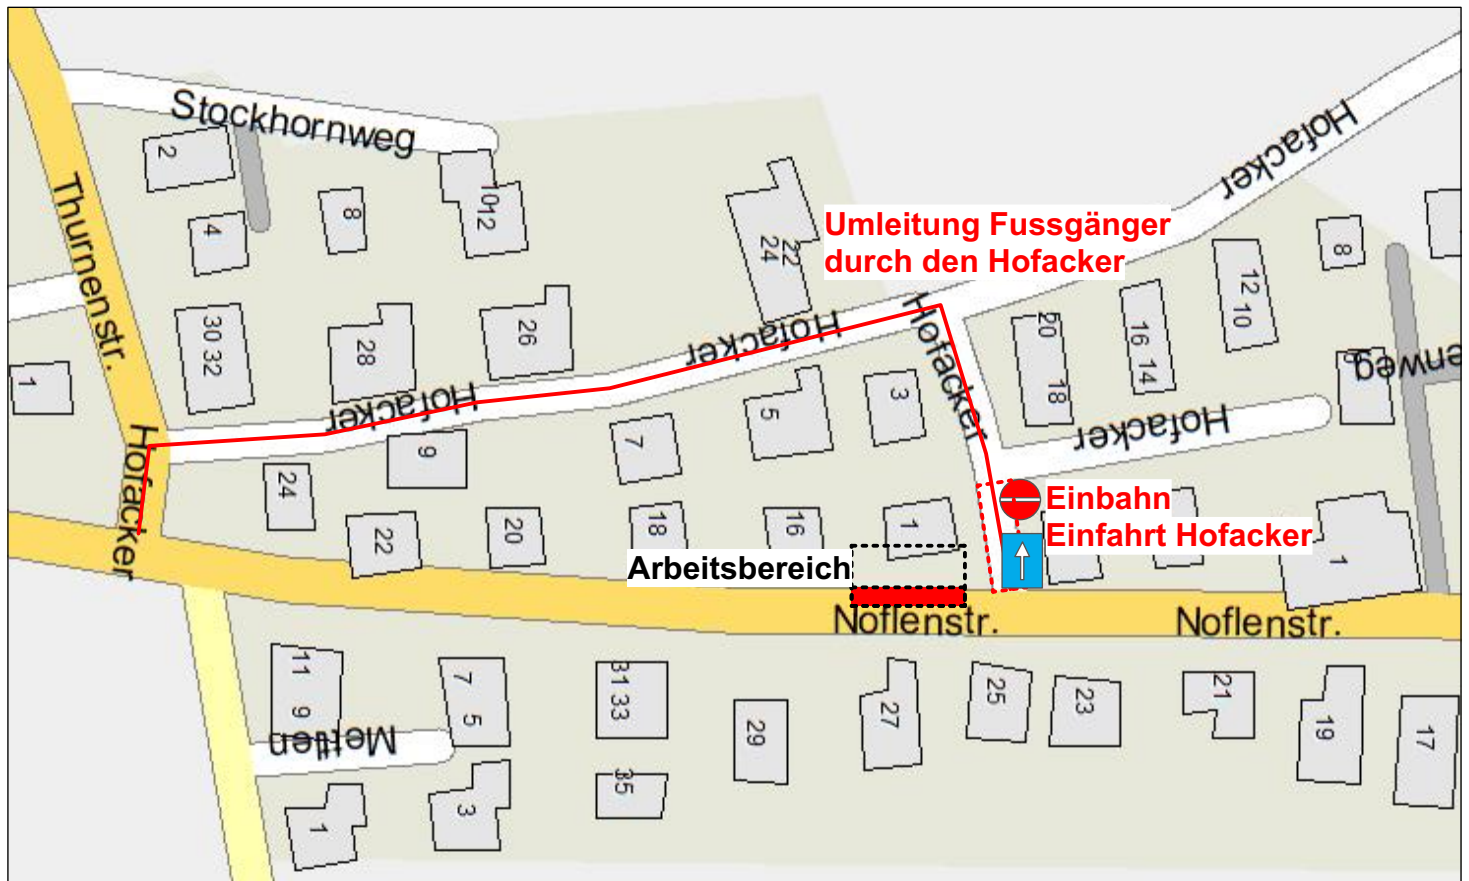 Stockhornweg
Hofacker
2
Thurnenstr.
10
12
8
4
Umleitung Fussgänger
durch den Hofacker
22
24
8
12
10
30 32
28
26
Hofacker
Hofacker
20
16
14
18
1
Hofacker
3
5
Hofacker
Hofacker
9
7
24
Hofacker
Einbahn
Einfahrt Hofacker
22
20
18
16
1
1
Arbeitsbereich
Noflenstr.
Noflenstr.
11
9
7
5
31 33
29
27
25
23
21
19
17
Mettlen
35
3
1